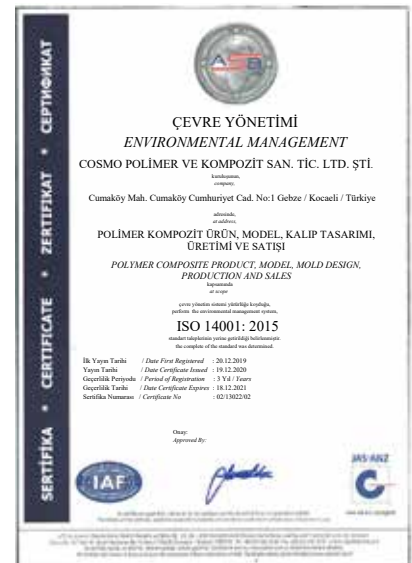 SERTİFİKA * CERTIFICATE * ZERTIFIKAT * СЕРТИФИКАТ
ASB
ÇEVRE YÖNETİMİ
ENVIRONMENTAL MANAGEMENT
COSMO POLİMER VE KOMPOZİT SAN. TİC. LTD. ŞTİ.
kuruluşunun,
company,
Cumaköy Mah. Cumaköy Cumhuriyet Cad. No:1 Gebze / Kocaeli / Türkiye
adresinde,
at address,
POLİMER KOMPOZİT ÜRÜN, MODEL, KALIP TASARIMI,
ÜRETİMİ VE SATIŞI
POLYMER COMPOSITE PRODUCT, MODEL, MOLD DESIGN,
PRODUCTION AND SALES
kapsamında
at scope
çevre yönetim sistemi yürürlüğe koyduğu,
perform the environmental management system,
ISO 14001: 2015
standart taleplerinin yerine getirildiği belirlenmiştir.
the complete of the standard was determined.
İlk Yayın Tarihi / Date First Registered : 20.12.2019
Yayın Tarihi / Date Certificate Issued : 19.12.2020
Geçerlilik Periyodu / Period of Registration : 3 Yıl / Years
Geçerlilik Tarihi / Date Certificate Expires : 18.12.2021
Sertifika Numarası / Certificate No : 02/13022/02
Onay:
Approved By:
IAF
JAS-ANZ